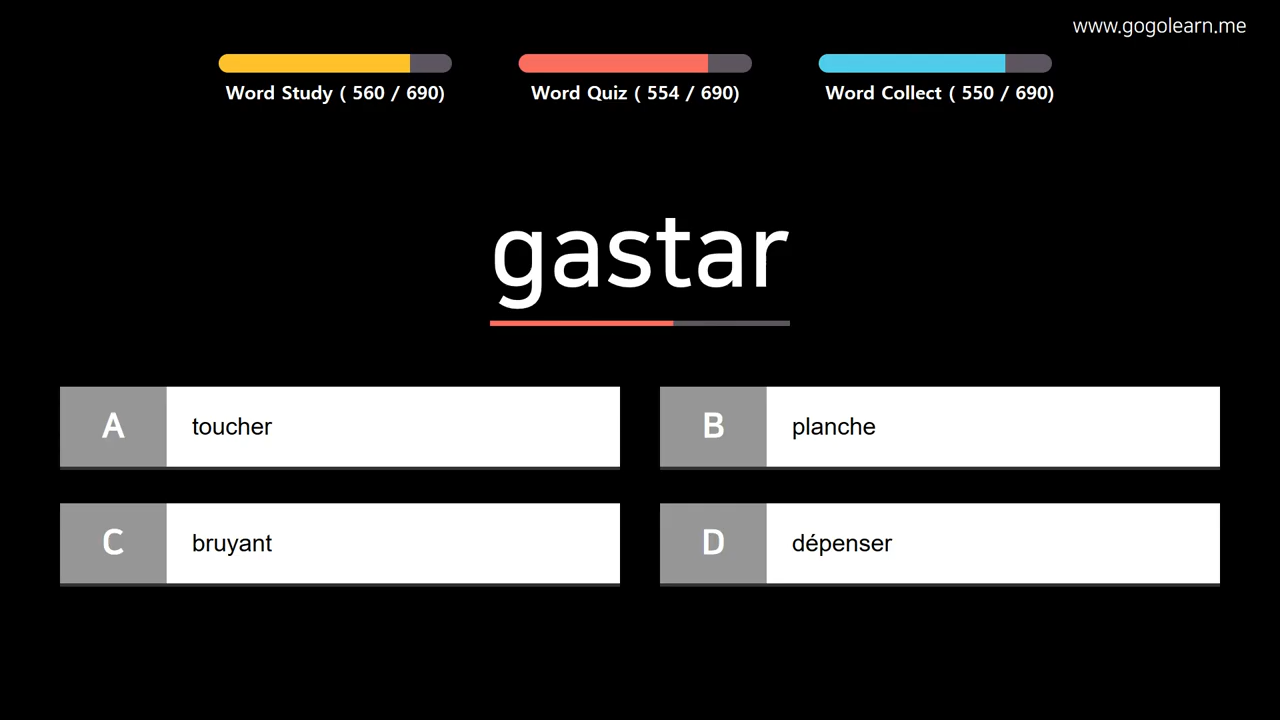 www.gogolearn.me
Word Study ( 560 / 690)
Word Quiz ( 554 / 690)
Word Collect ( 550 / 690)
gastar
A toucher
B planche
C bruyant
D dépenser